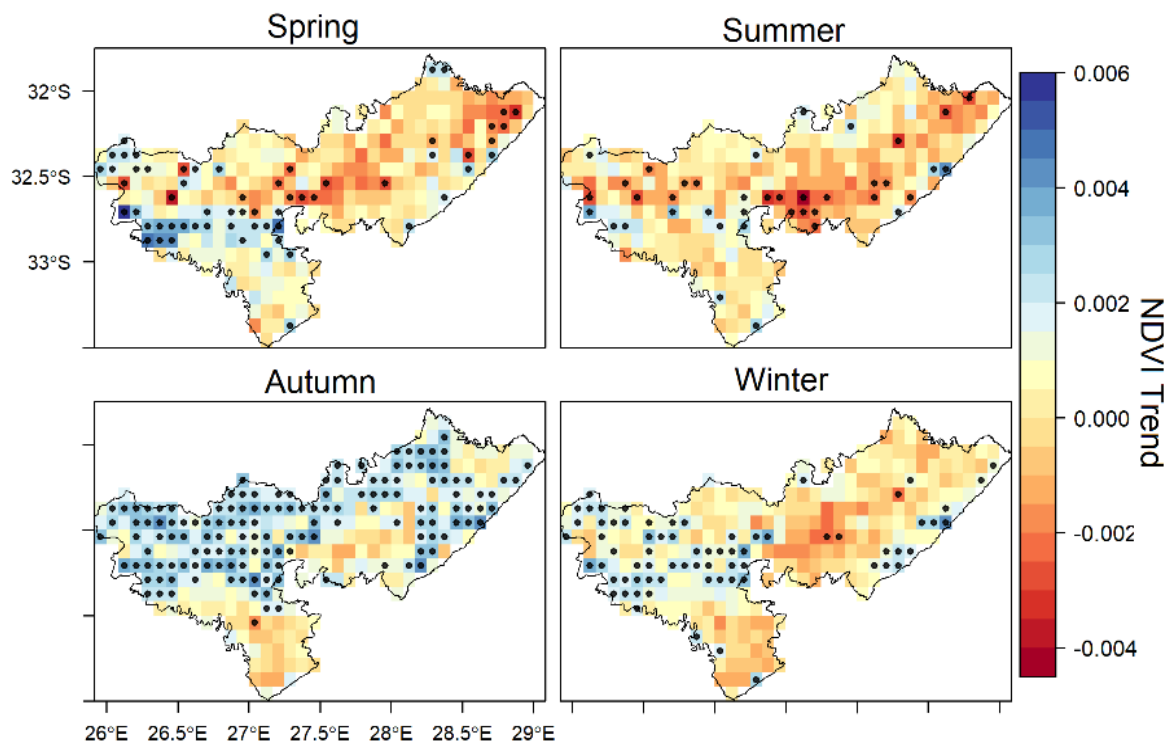 Spring
Summer
32°S
32.5°S
33°S
0.006
0.004
0.002
0.000
-0.002
-0.004
NDVI Trend
Autumn
Winter
26°E 26.5°E 27°E 27.5°E 28°E 28.5°E 29°E